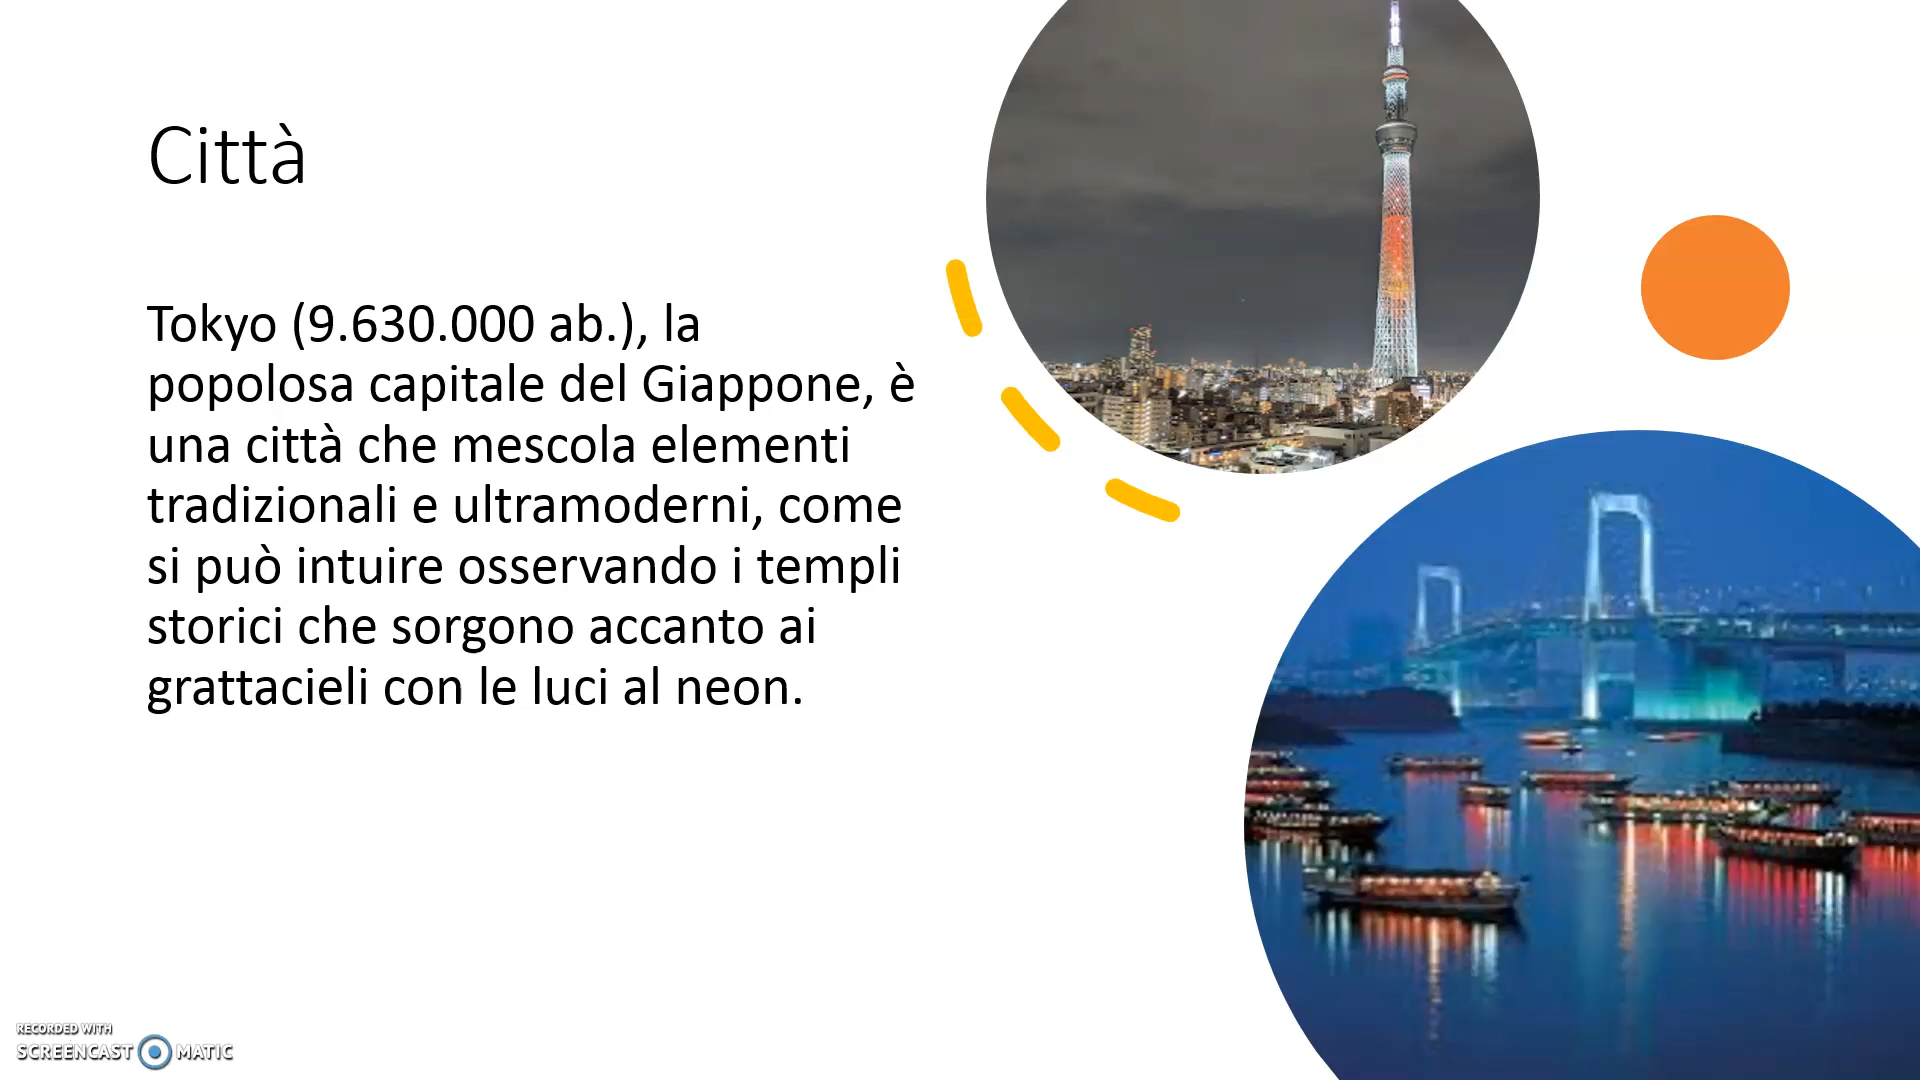 Città
Tokyo (9.630.000 ab.), la
popolosa capitale del Giappone, è
una città che mescola elementi
tradizionali e ultramoderni, come
si può intuire osservando i templi
storici che sorgono accanto ai
grattacieli con le luci al neon.
RECORDED WITH
SCREENCAST MATIC